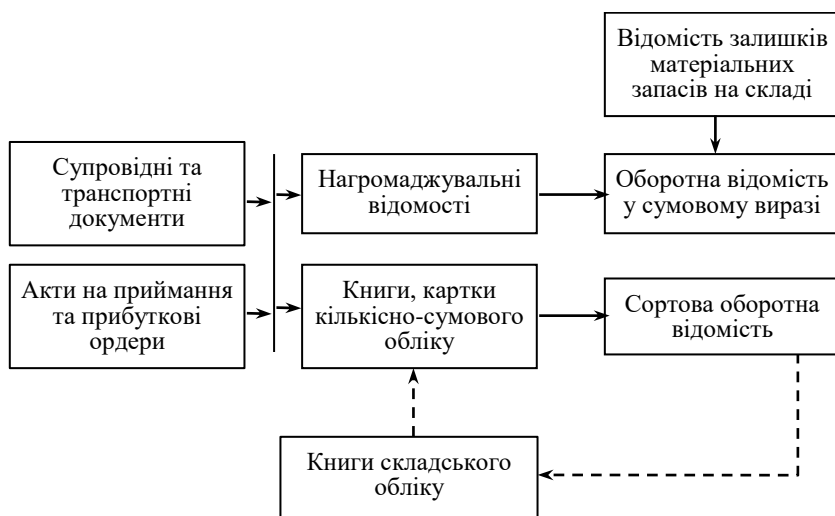 Відомість залишків
матеріальних
запасів на складі
Супровідні та
транспортні
документи
Нагромаджувальні
відомості
Оборотна відомість
у сумовому виразі
Акти на приймання
та прибуткові
ордери
Книги, картки
кількісно-сумового
обліку
Сортова оборотна
відомість
Книги складського
обліку